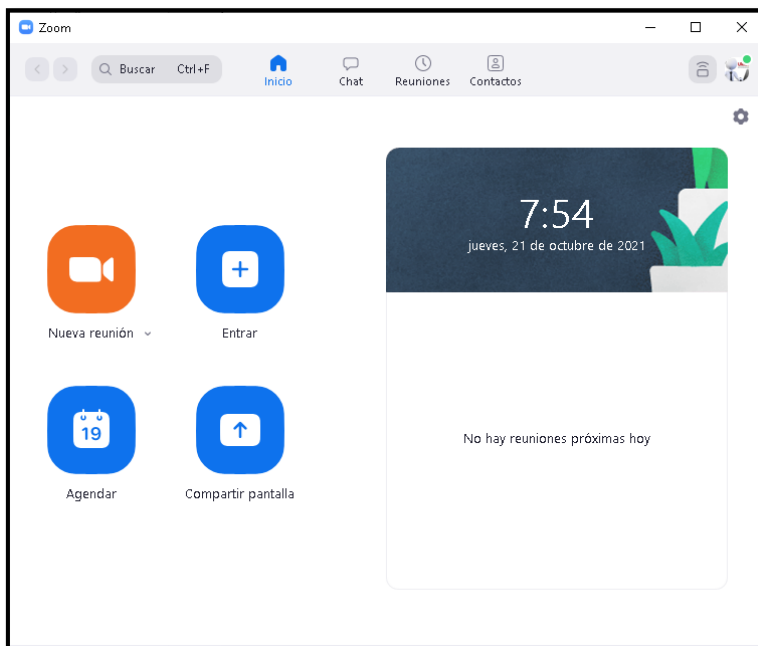 Zoom
Buscar Ctrl+F
Inicio
Chat
Reuniones
Contactos
7:54
jueves, 21 de octubre de 2021
Nueva reunión
Entrar
19
Agendar
Compartir pantalla
No hay reuniones próximas hoy